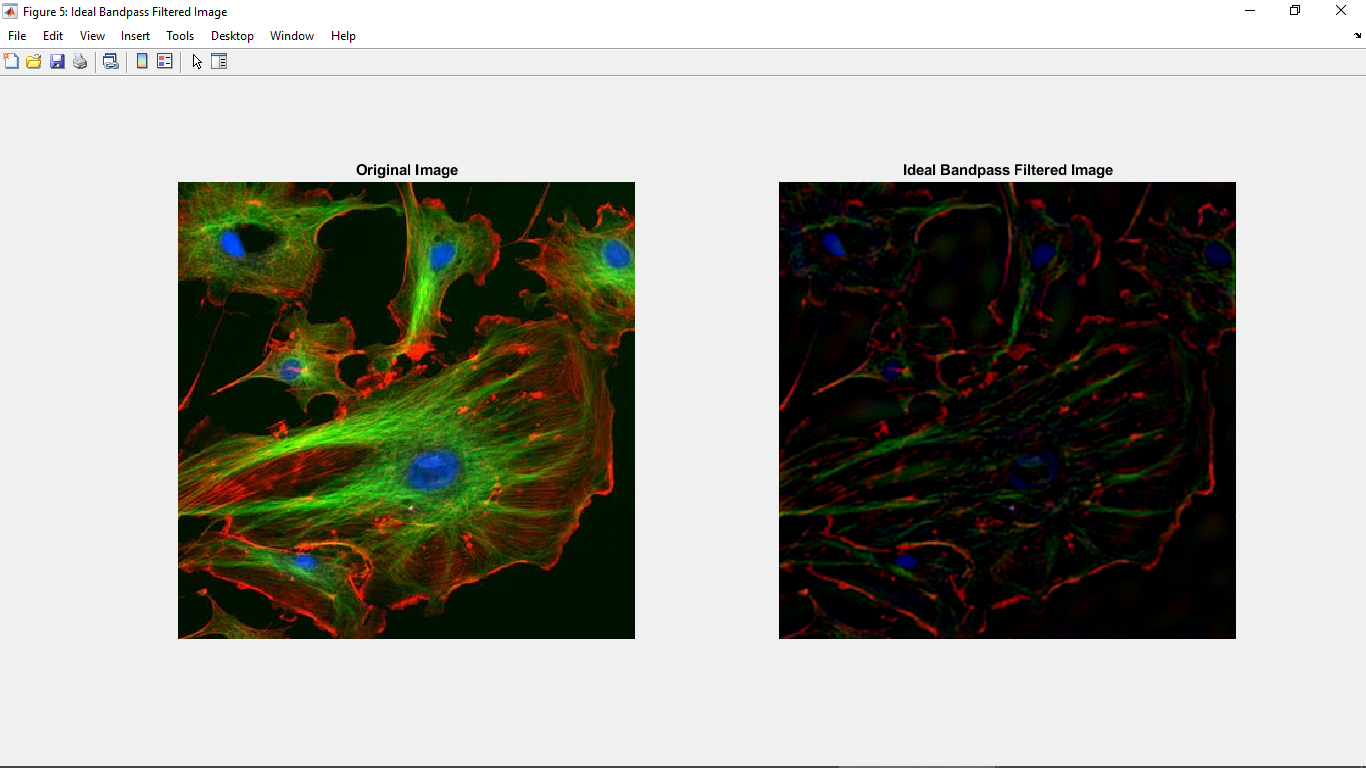 Figure 5: Ideal Bandpass Filtered Image
File Edit View Insert Tools Desktop Window Help
Original Image
Ideal Bandpass Filtered Image